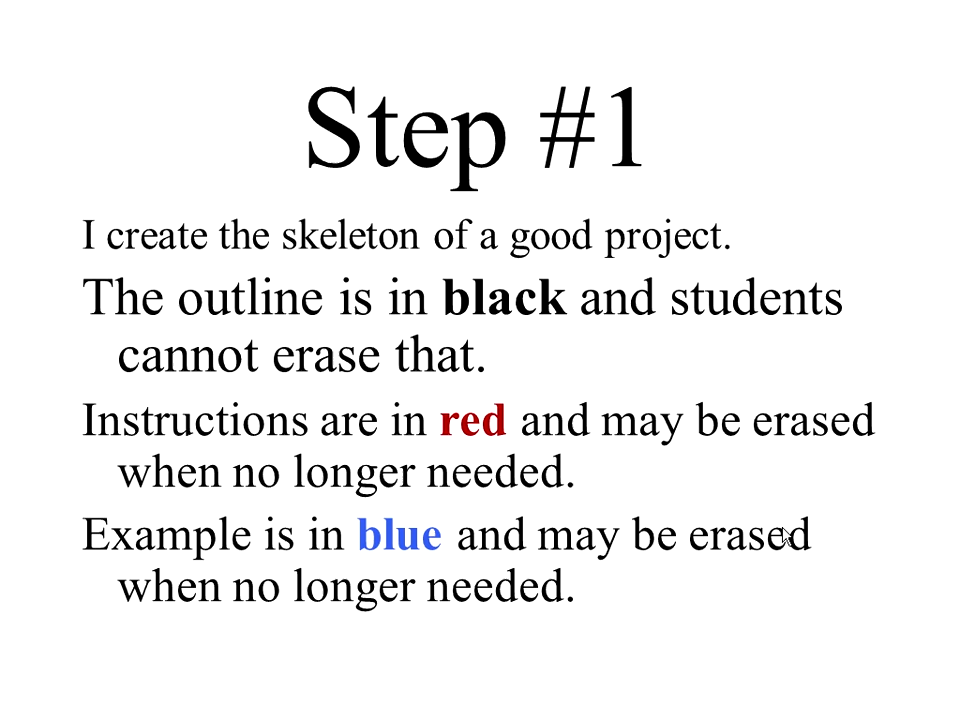 Step #1
I create the skeleton of a good project.
The outline is in black and students
cannot erase that.
Instructions are in red and may be erased
when no longer needed.
Example is in blue and may be erased
when no longer needed.